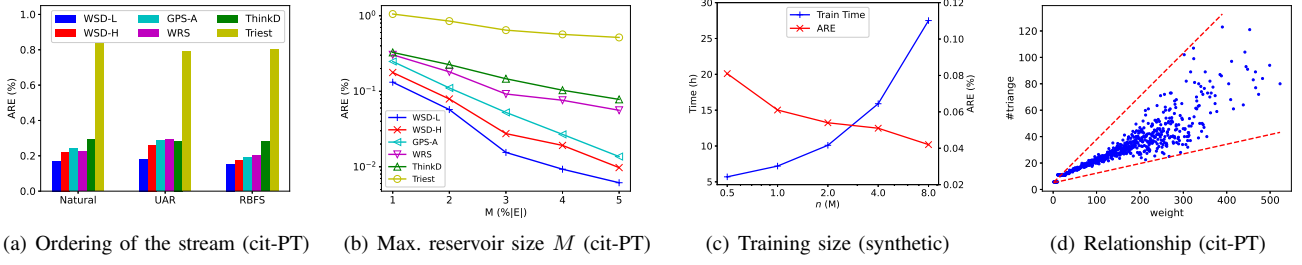 WSD-L
WSD-H
GPS-A
WRS
ThinkD
Triest
ARE (%)
1.0
0.8
0.6
0.4
0.2
0.0
Natural
UAR
RBFS
(a) Ordering of the stream (cit-PT)
ARE (%)
10^0
10^-1
10^-2
WSD-L
WSD-H
GPS-A
WRS
ThinkD
Triest
1 2 3 4 5
M (%|E|)
(b) Max. reservoir size M (cit-PT)
Time (h)
30
25
20
15
10
5
Train Time
ARE
0.12
0.10
0.08
0.06
0.04
0.02
ARE (%)
0.5 1.0 2.0 4.0 8.0
n (M)
(c) Training size (synthetic)
#triange
120
100
80
60
40
20
0
0 100 200 300 400 500
weight
(d) Relationship (cit-PT)